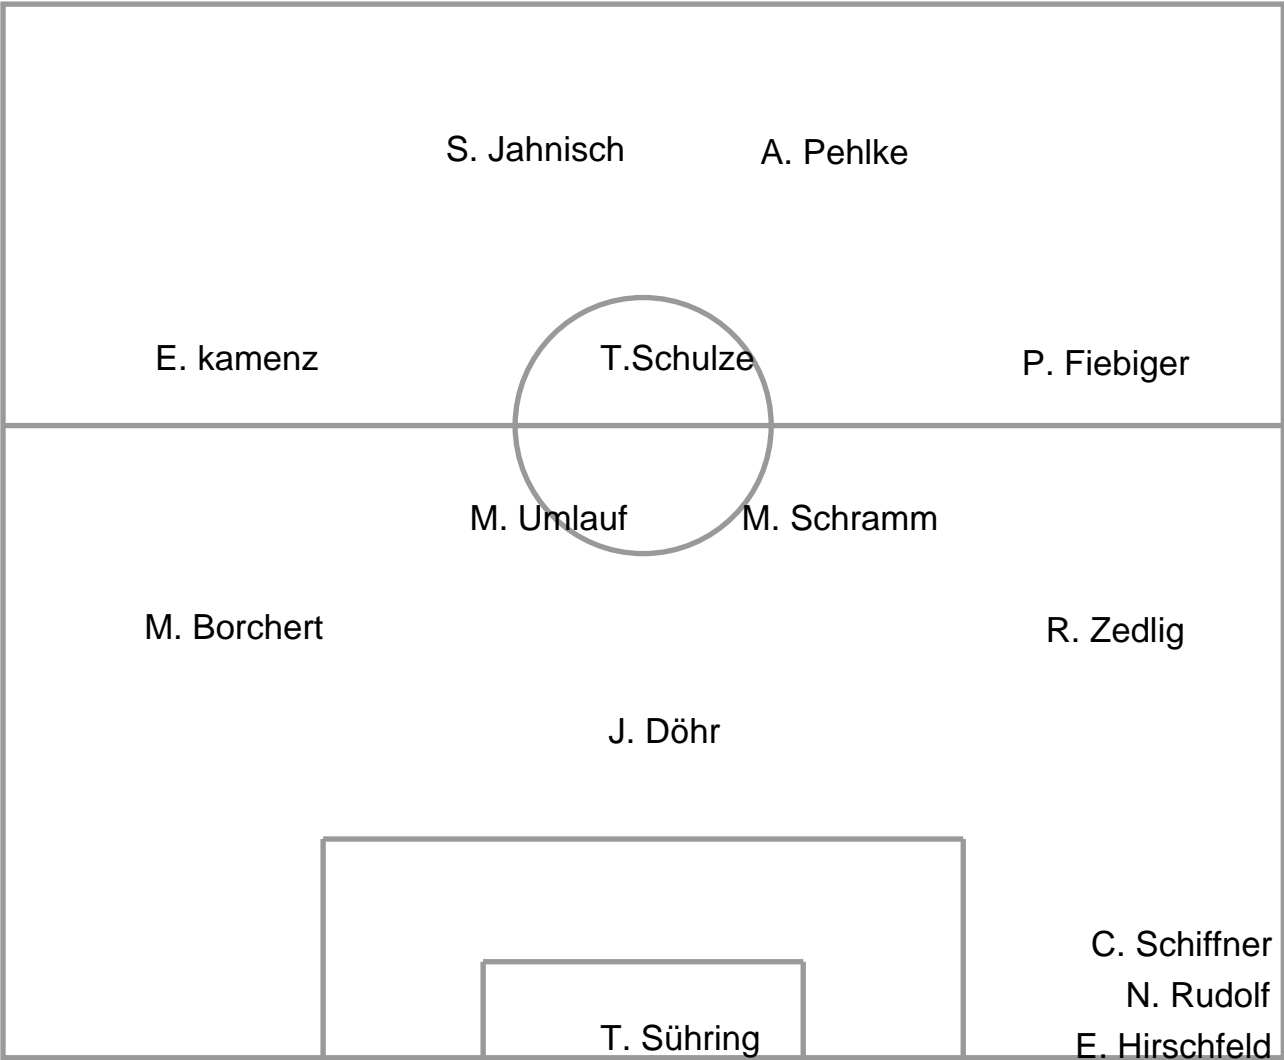 S. Jahnisch
A. Pehlke
E. kamenz
T.Schulze
P. Fiebiger
M. Umlauf
M. Schramm
M. Borchert
R. Zedlig
J. Döhr
C. Schiffner
N. Rudolf
T. Sühring
E. Hirschfeld